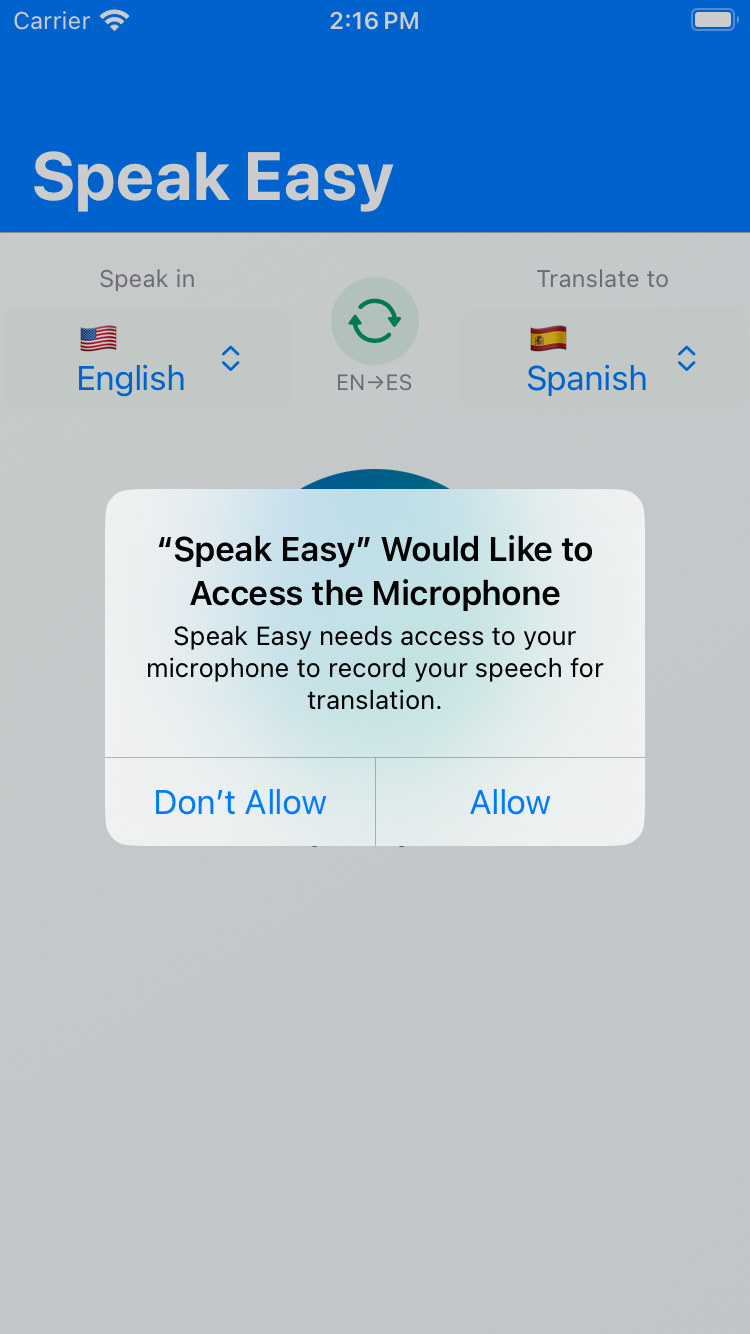 Carrier 2:16 PM
Speak Easy
Speak in Translate to
English EN→ES Spanish
“Speak Easy” Would Like to
Access the Microphone
Speak Easy needs access to your
microphone to record your speech for
translation.
Don’t Allow Allow